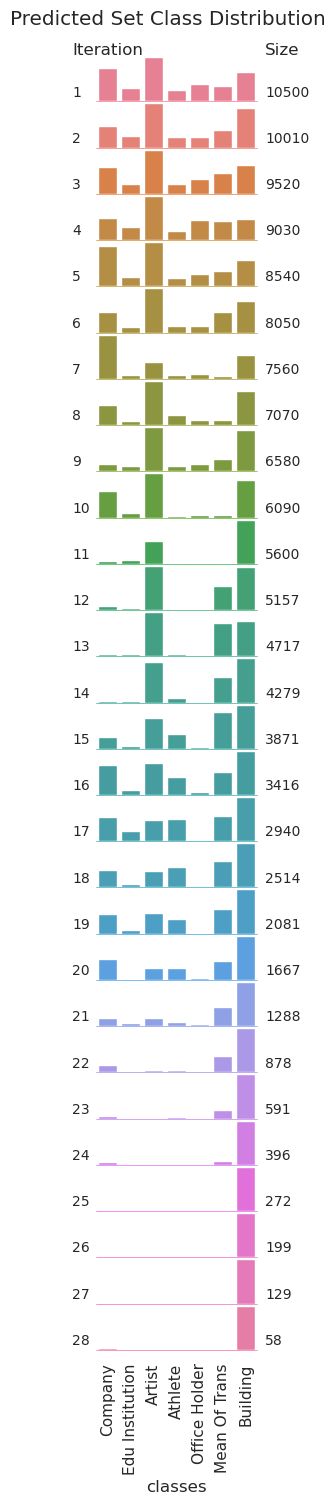 Predicted Set Class Distribution
Iteration Size
1 10500
2 10010
3 9520
4 9030
5 8540
6 8050
7 7560
8 7070
9 6580
10 6090
11 5600
12 5157
13 4717
14 4279
15 3871
16 3416
17 2940
18 2514
19 2081
20 1667
21 1288
22 878
23 591
24 396
25 272
26 199
27 129
28 58
Company
Edu Institution
Artist
Athlete
Office Holder
Mean Of Trans
Building
classes